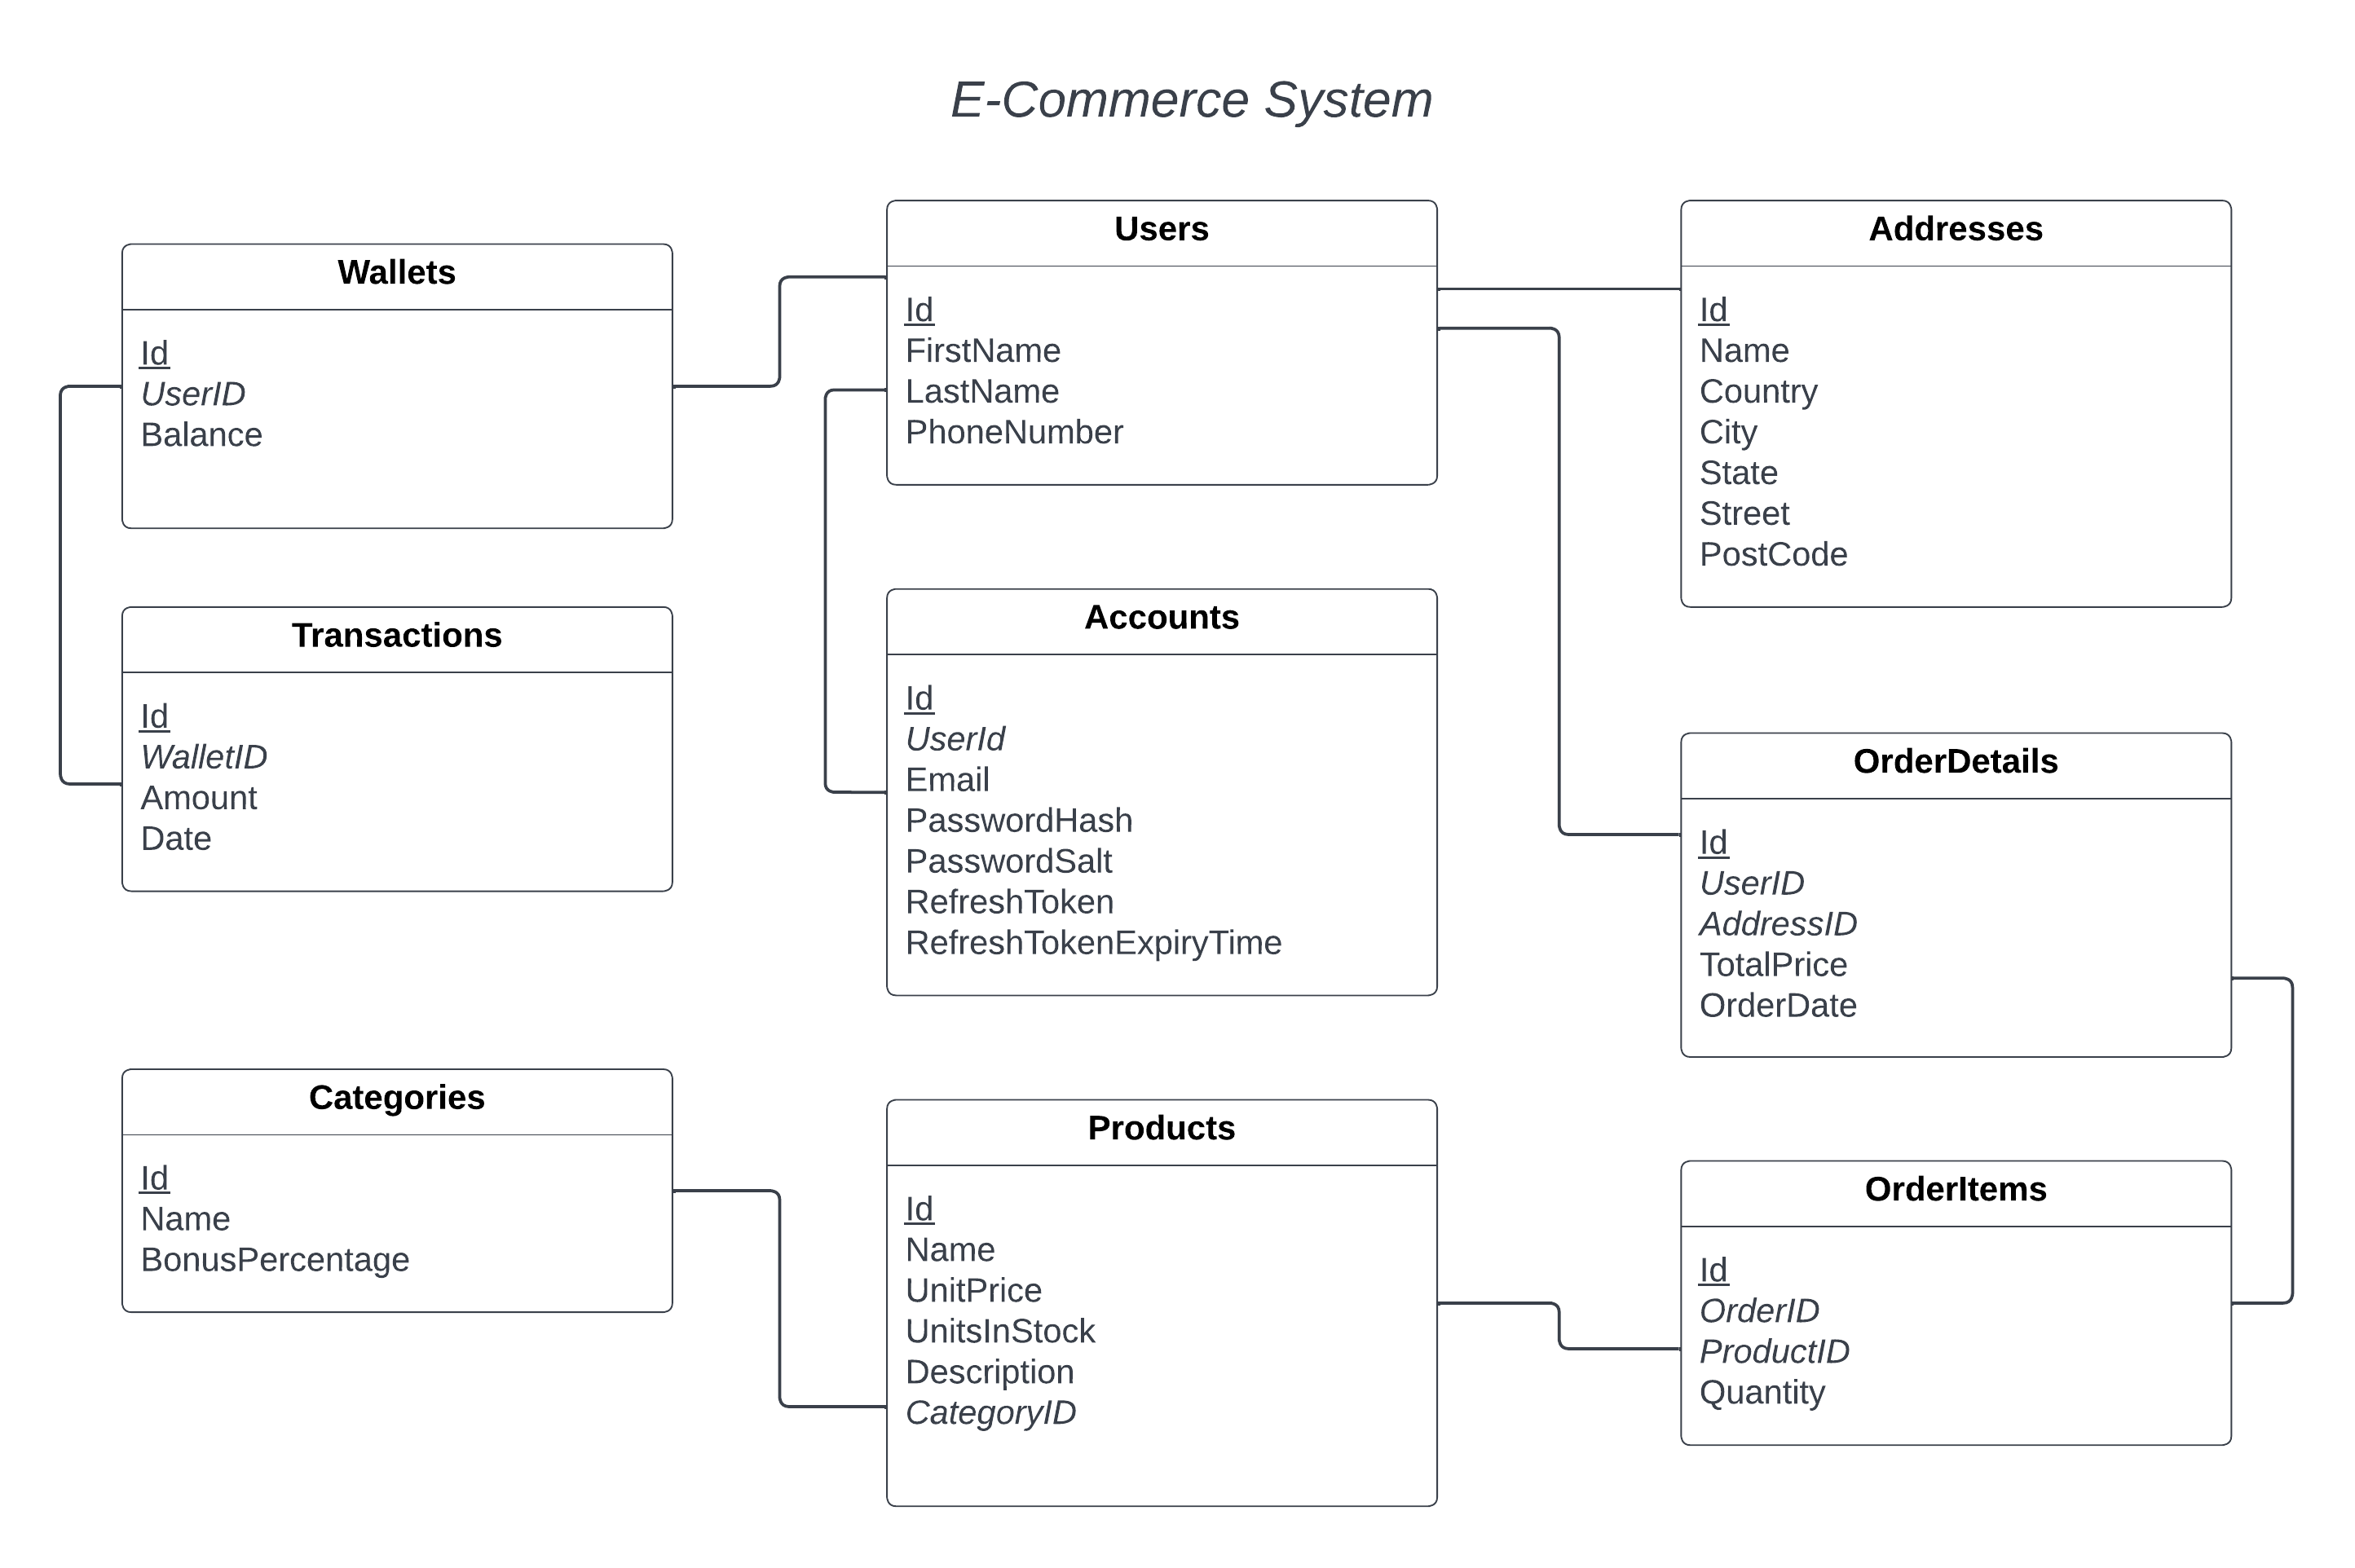 E-Commerce System
Wallets
Id
UserID
Balance
Users
Id
FirstName
LastName
PhoneNumber
Addresses
Id
Name
Country
City
State
Street
PostCode
Transactions
Id
WalletID
Amount
Date
Accounts
Id
UserId
Email
PasswordHash
PasswordSalt
RefreshToken
RefreshTokenExpiryTime
OrderDetails
Id
UserID
AddressID
TotalPrice
OrderDate
Categories
Id
Name
BonusPercentage
Products
Id
Name
UnitPrice
UnitsInStock
Description
CategoryID
OrderItems
Id
OrderID
ProductID
Quantity